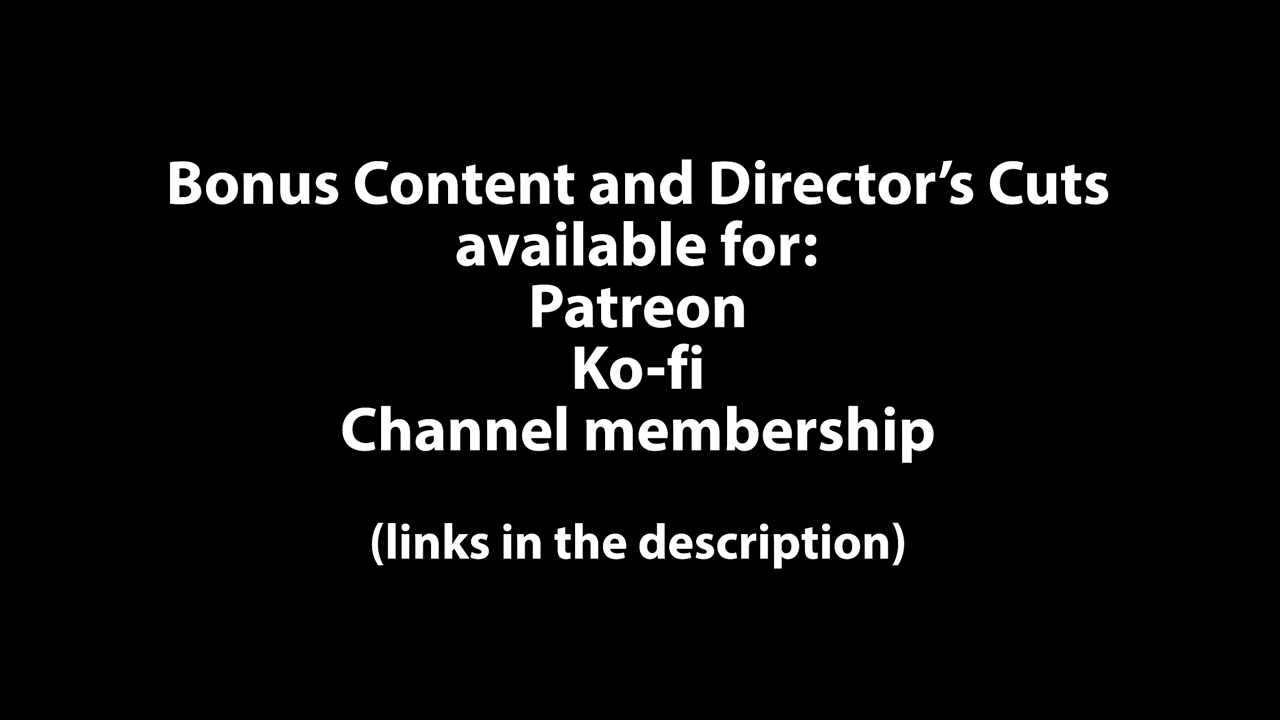 Bonus Content and Director’s Cuts
available for:
Patreon
Ko-fi
Channel membership
(links in the description)